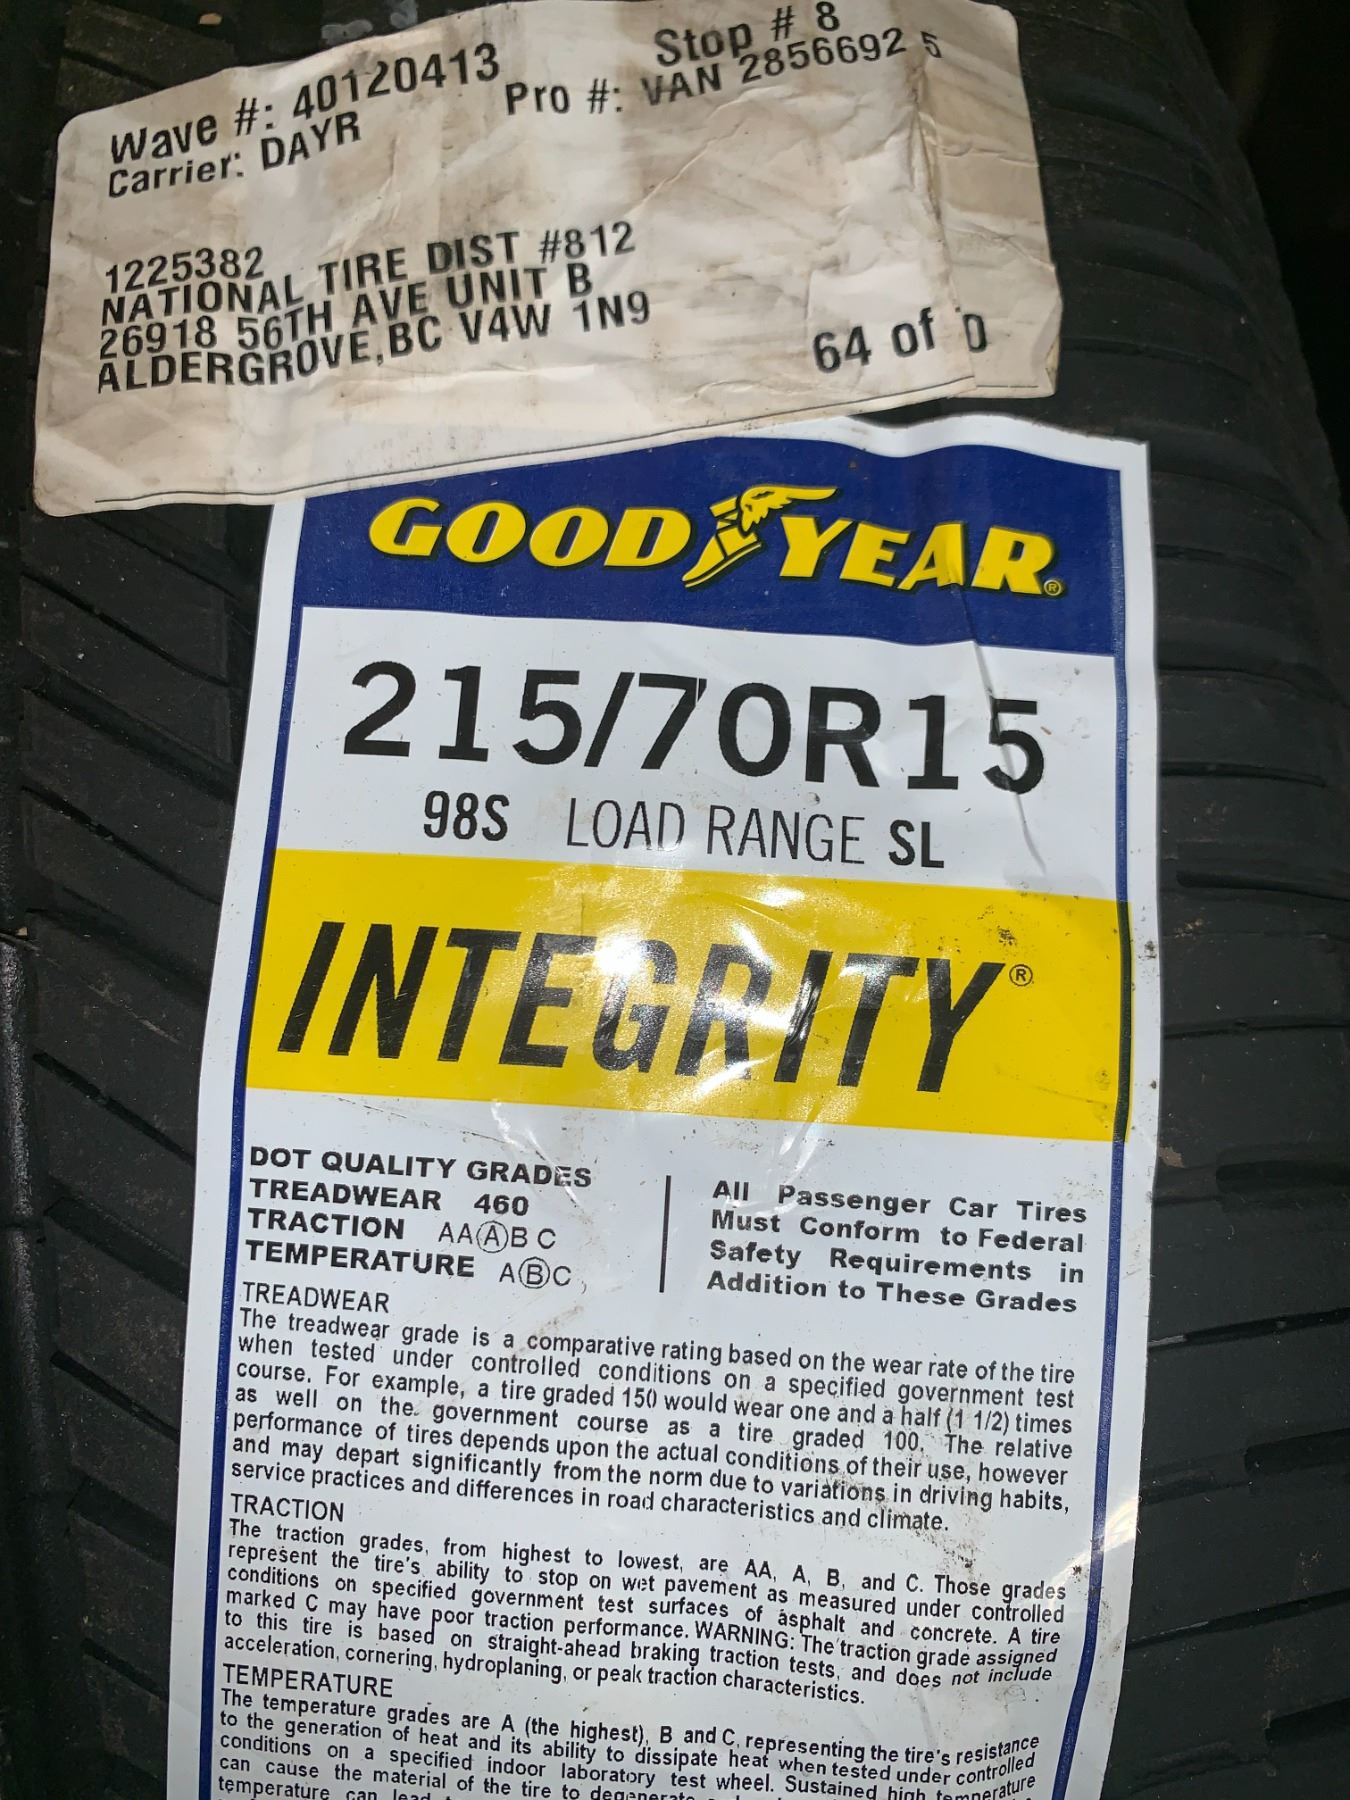 Stop # 8
Wave #: 40120413
Pro #: VAN 2856692 5
Carrier: DAYR
1225382
NATIONAL TIRE DIST #812
26918 56TH AVE UNIT B
ALDERGROVE, BC V4W 1N9
64 of
GOODYEAR®
215/70R15
98S LOAD RANGE SL
INTEGRITY®
DOT QUALITY GRADES
TREADWEAR 460
TRACTION AA A B C
TEMPERATURE A B C
All Passenger Car Tires
Must Conform to Federal
Safety Requirements in
Addition to These Grades
TREADWEAR
The treadwear grade is a comparative rating based on the wear rate of the tire
when tested under controlled conditions on a specified government test
course. For example, a tire graded 150 would wear one and a half (1 1/2) times
as well on the government course as a tire graded 100. The relative
performance of tires depends upon the actual conditions of their use, however
and may depart significantly from the norm due to variations in driving habits,
service practices and differences in road characteristics and climate.
TRACTION
The traction grades, from highest to lowest, are AA, A, B, and C. Those grades
represent the tire's ability to stop on wet pavement as measured under controlled
conditions on specified government test surfaces of asphalt and concrete. A tire
marked C may have poor traction performance. WARNING: The traction grade assigned
to this tire is based on straight-ahead braking traction tests, and does not include
acceleration, cornering, hydroplaning, or peak traction characteristics.
TEMPERATURE
The temperature grades are A (the highest), B and C, representing the tire's resistance
to the generation of heat and its ability to dissipate heat when tested under controlled
conditions on a specified indoor laboratory test wheel. Sustained high temperature
can cause the material of the tire to degenerate
temperature can lead